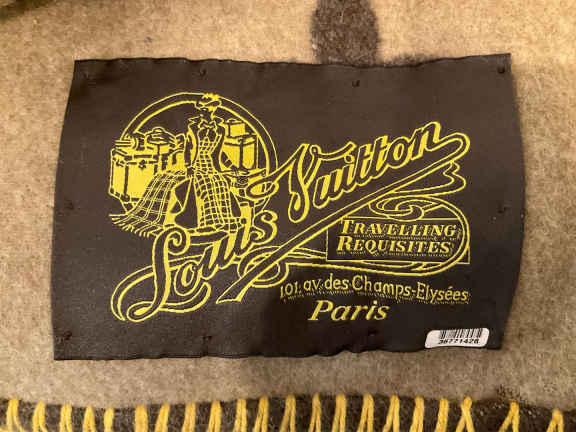 Louis Vuitton
TRAVELLING
REQUISITES
101, av. des Champs-Elysées
Paris
38771428